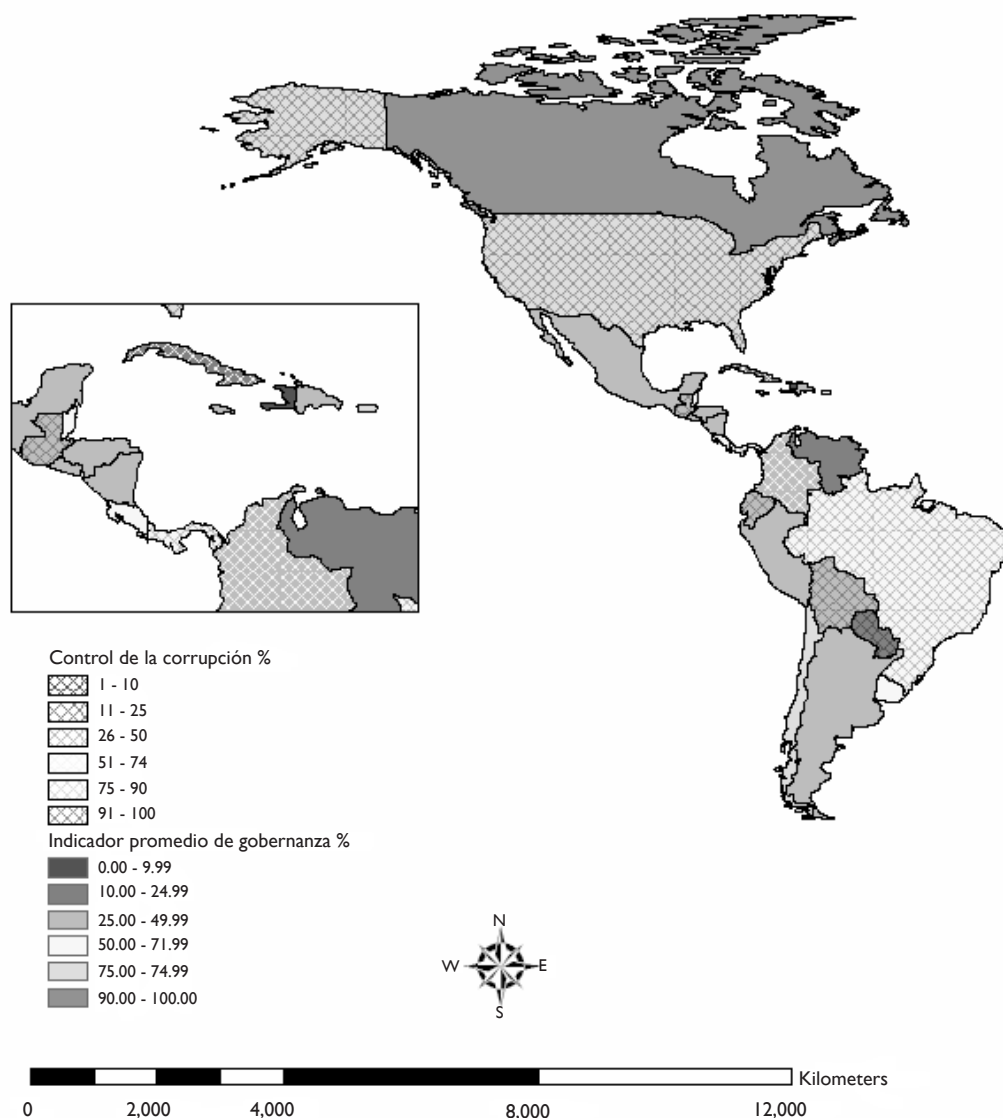 Control de la corrupción %
1 - 10
11 - 25
26 - 50
51 - 74
75 - 90
91 - 100
Indicador promedio de gobernanza %
0.00 - 9.99
10.00 - 24.99
25.00 - 49.99
50.00 - 71.99
75.00 - 74.99
90.00 - 100.00
N
W E
S
Kilometers
0 2,000 4,000 8,000 12,000